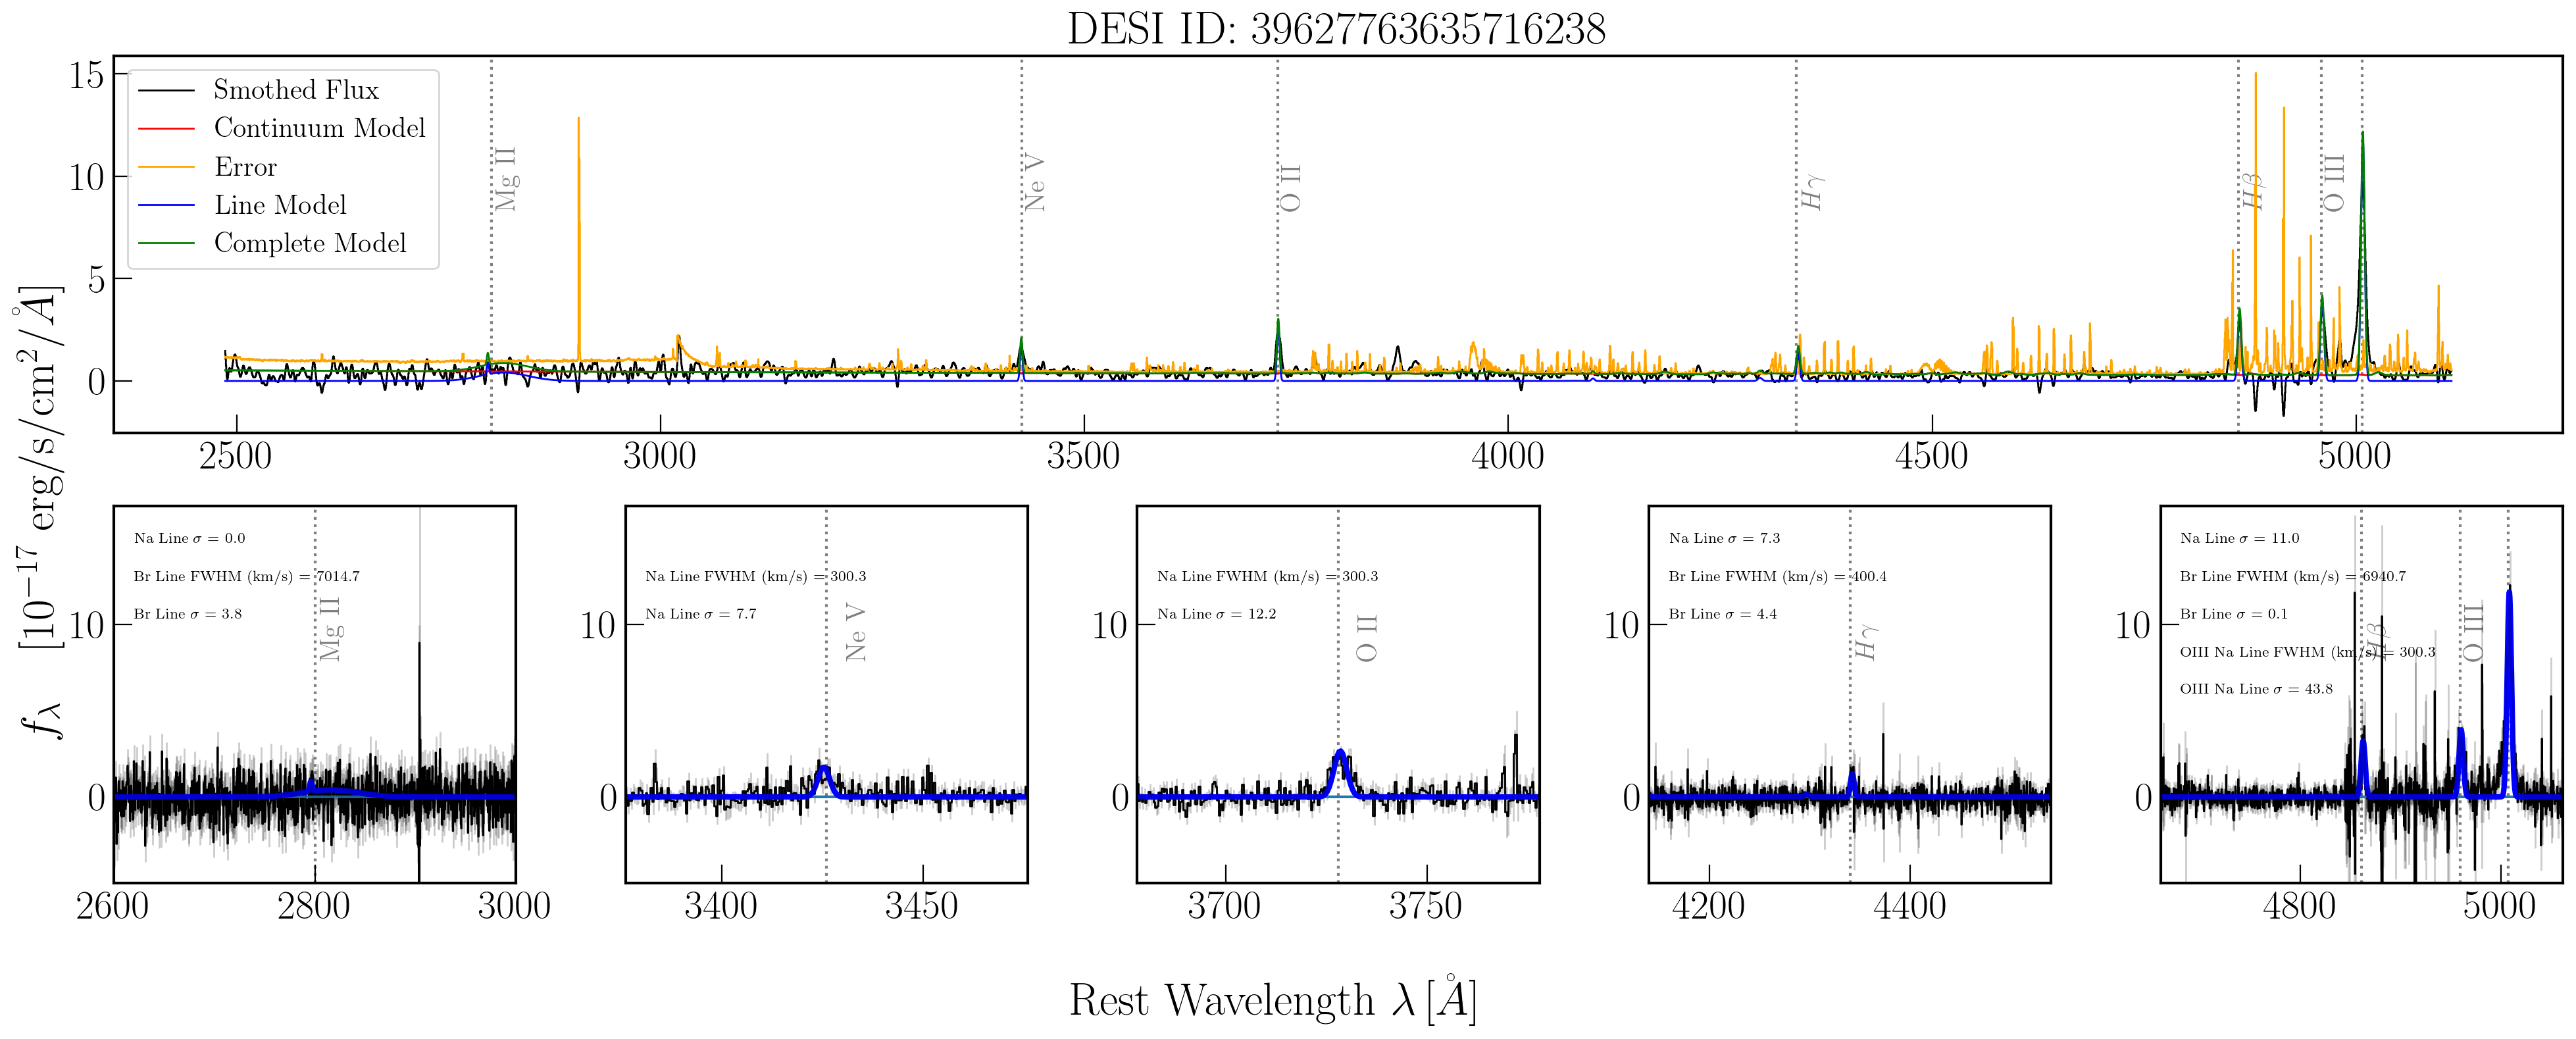 DESI ID: 39627763635716238
15
10
5
0
Smothed Flux
Continuum Model
Error
Line Model
Complete Model
Mg II
Ne V
O II
Hγ
Hβ
O III
2500
3000
3500
4000
4500
5000
f_λ [10^{-17} erg/s/cm^2/Å]
Na Line σ = 0.0
Br Line FWHM (km/s) = 7014.7
Br Line σ = 3.8
Mg II
10
0
2600
2800
3000
Na Line FWHM (km/s) = 300.3
Na Line σ = 7.7
Ne V
10
0
3400
3450
Na Line FWHM (km/s) = 300.3
Na Line σ = 12.2
O II
10
0
3700
3750
Na Line σ = 7.3
Br Line FWHM (km/s) = 400.4
Br Line σ = 4.4
Hγ
10
0
4200
4400
Na Line σ = 11.0
Br Line FWHM (km/s) = 6940.7
Br Line σ = 0.1
OIII Na Line FWHM (km/s) = 300.3
OIII Na Line σ = 43.8
Hβ
O III
10
0
4800
5000
Rest Wavelength λ [Å]